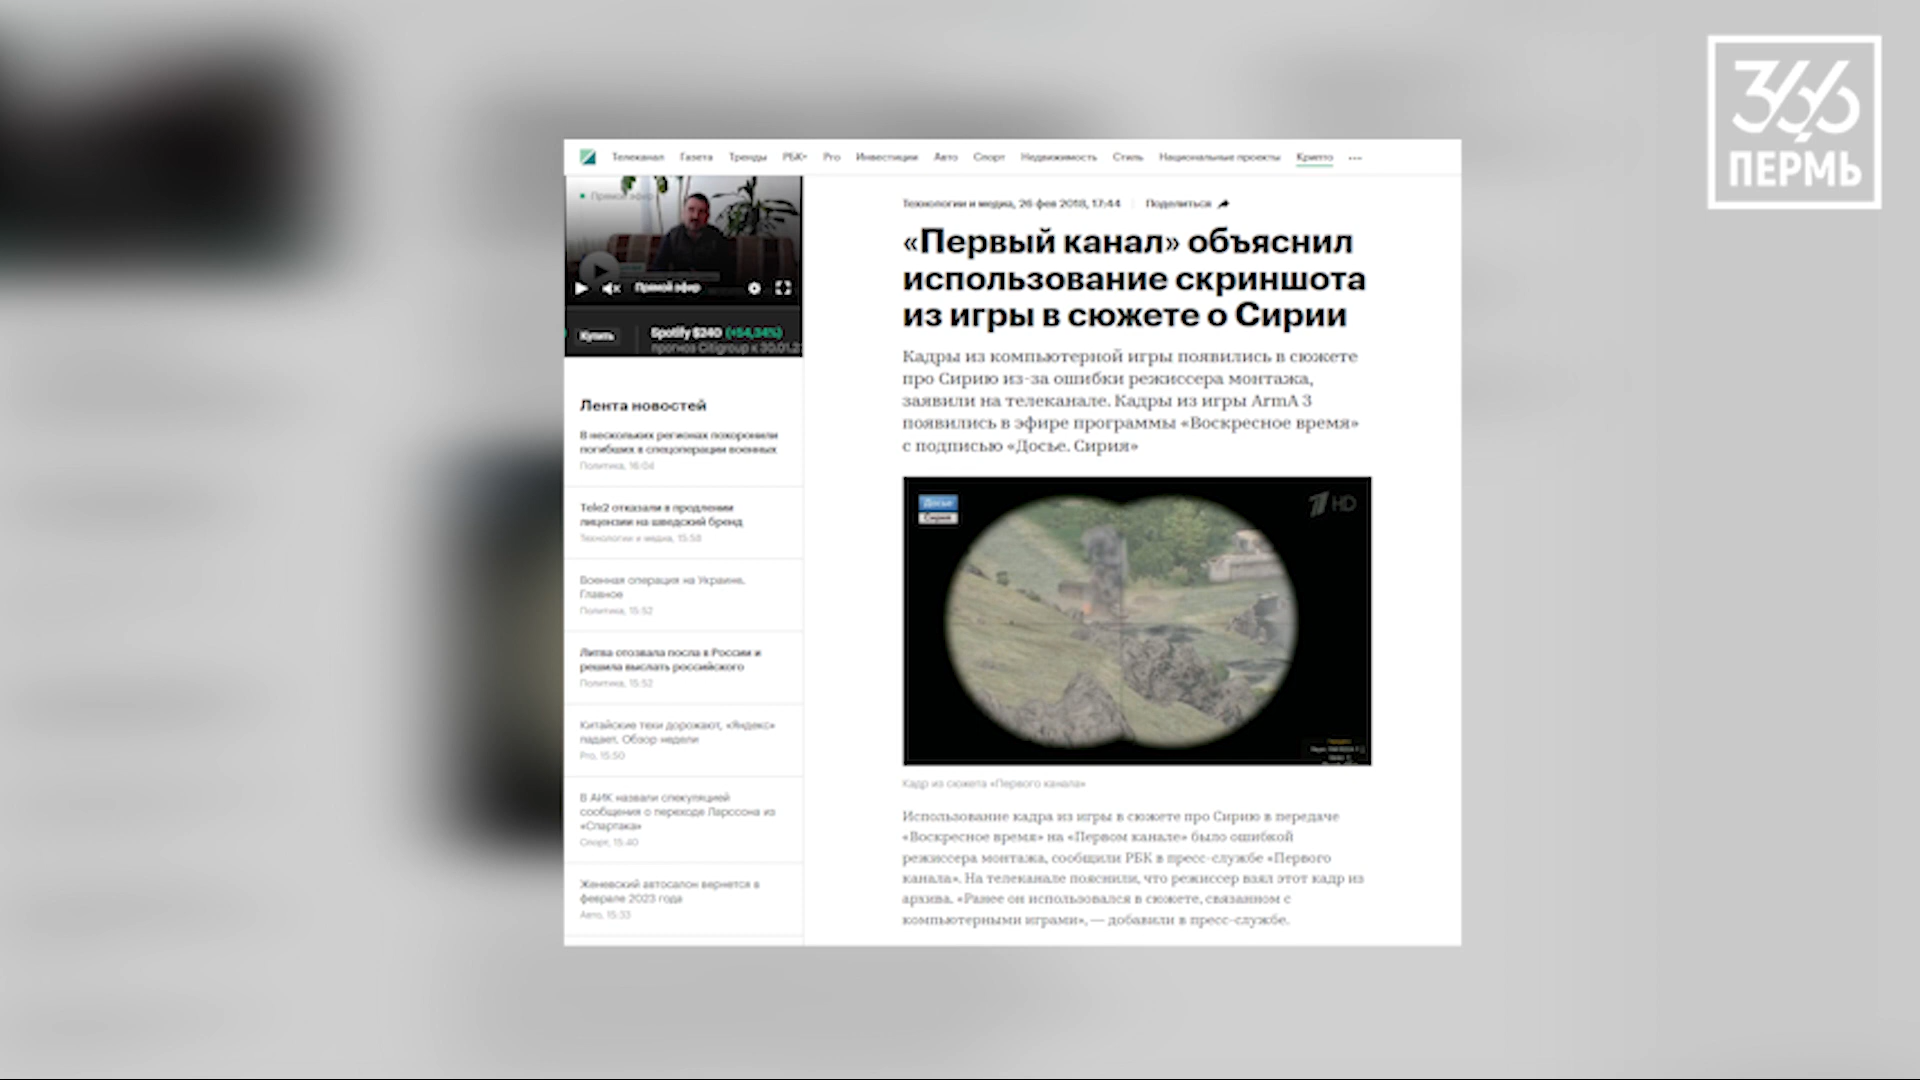 366
ПЕРМЬ
Телеканал Газета Тренды РБК+ Pro Инвестиции Авто Спорт Недвижимость Стиль Национальные проекты Крипто ...
Прямой эфир
Прямой эфир
Купить
Spotify $240 (+54,34%)
прогноз Citigroup к 30.01.2
Лента новостей
В нескольких регионах похоронили
погибших в спецоперации военных
Политика, 16:04
Tele2 отказали в продлении
лицензии на шведский бренд
Технологии и медиа, 15:58
Военная операция на Украине.
Главное
Политика, 15:52
Литва отозвала посла в России и
решила выслать российского
Политика, 15:52
Китайские техи дорожают, «Яндекс»
падает. Обзор недели
Pro, 15:50
В АИК назвали спекуляцией
сообщения о переходе Ларссона из
«Спартака»
Спорт, 15:40
Женевский автосалон вернется в
феврале 2023 года
Авто, 15:33
Технологии и медиа, 26 фев 2018, 17:44 Поделиться
«Первый канал» объяснил
использование скриншота
из игры в сюжете о Сирии
Кадры из компьютерной игры появились в сюжете
про Сирию из-за ошибки режиссера монтажа,
заявили на телеканале. Кадры из игры ArmA 3
появились в эфире программы «Воскресное время»
с подписью «Досье. Сирия»
Досье
Сирия
HD
Кадр из сюжета «Первого канала»
Использование кадра из игры в сюжете про Сирию в передаче
«Воскресное время» на «Первом канале» было ошибкой
режиссера монтажа, сообщили РБК в пресс-службе «Первого
канала». На телеканале пояснили, что режиссер взял этот кадр из
архива. «Ранее он использовался в сюжете, связанном с
компьютерными играми», — добавили в пресс-службе.